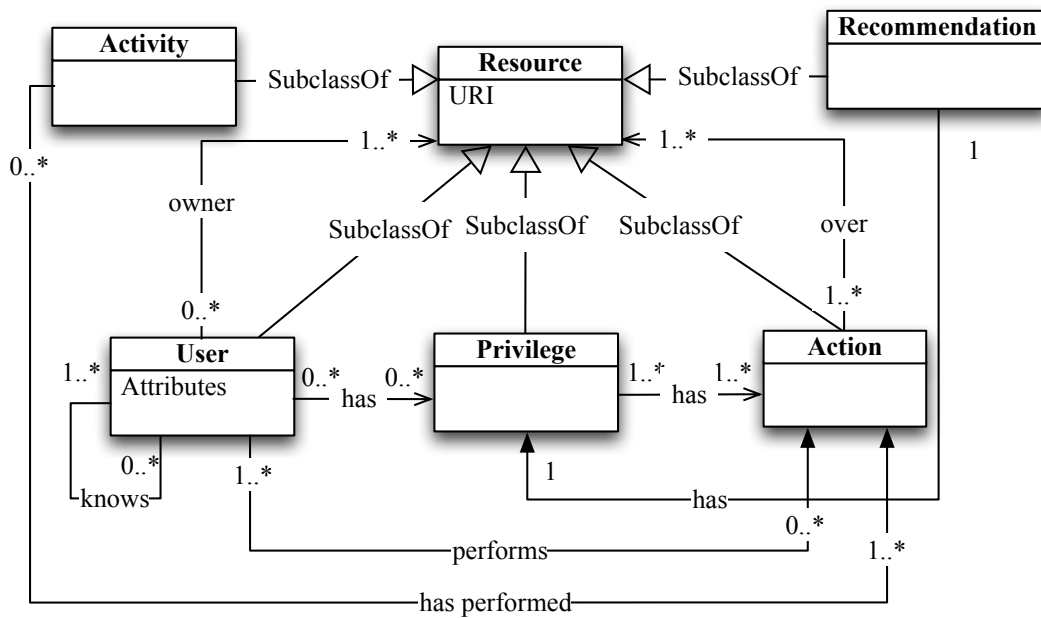 Activity
Resource
URI
Recommendation
SubclassOf
SubclassOf
0..*
1..*
1..*
1
owner
SubclassOf
SubclassOf
SubclassOf
over
0..*
1..*
User
Attributes
Privilege
Action
1..*
0..*
has
0..*
1..*
has
1..*
0..*
knows
1..*
1
has
0..*
performs
1..*
has performed